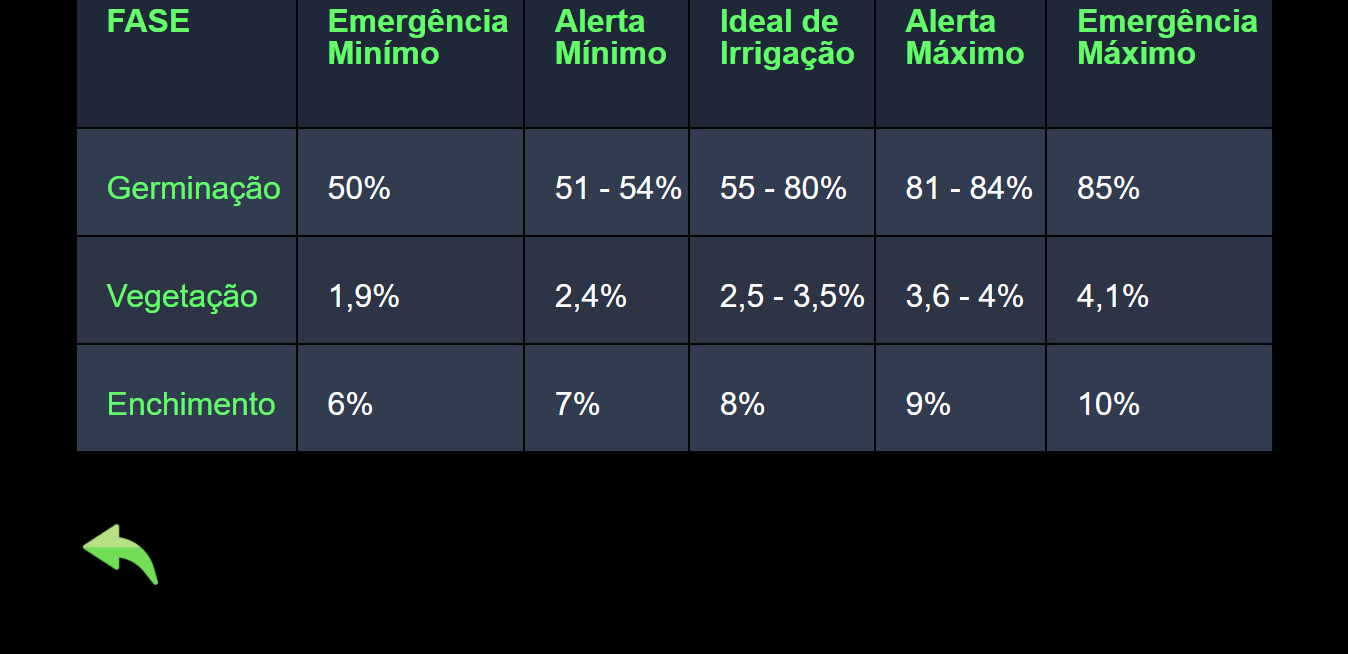 FASE Emergência Alerta Ideal de Alerta Emergência
Minímo Mínimo Irrigação Máximo Máximo
Germinação 50% 51 - 54% 55 - 80% 81 - 84% 85%
Vegetação 1,9% 2,4% 2,5 - 3,5% 3,6 - 4% 4,1%
Enchimento 6% 7% 8% 9% 10%